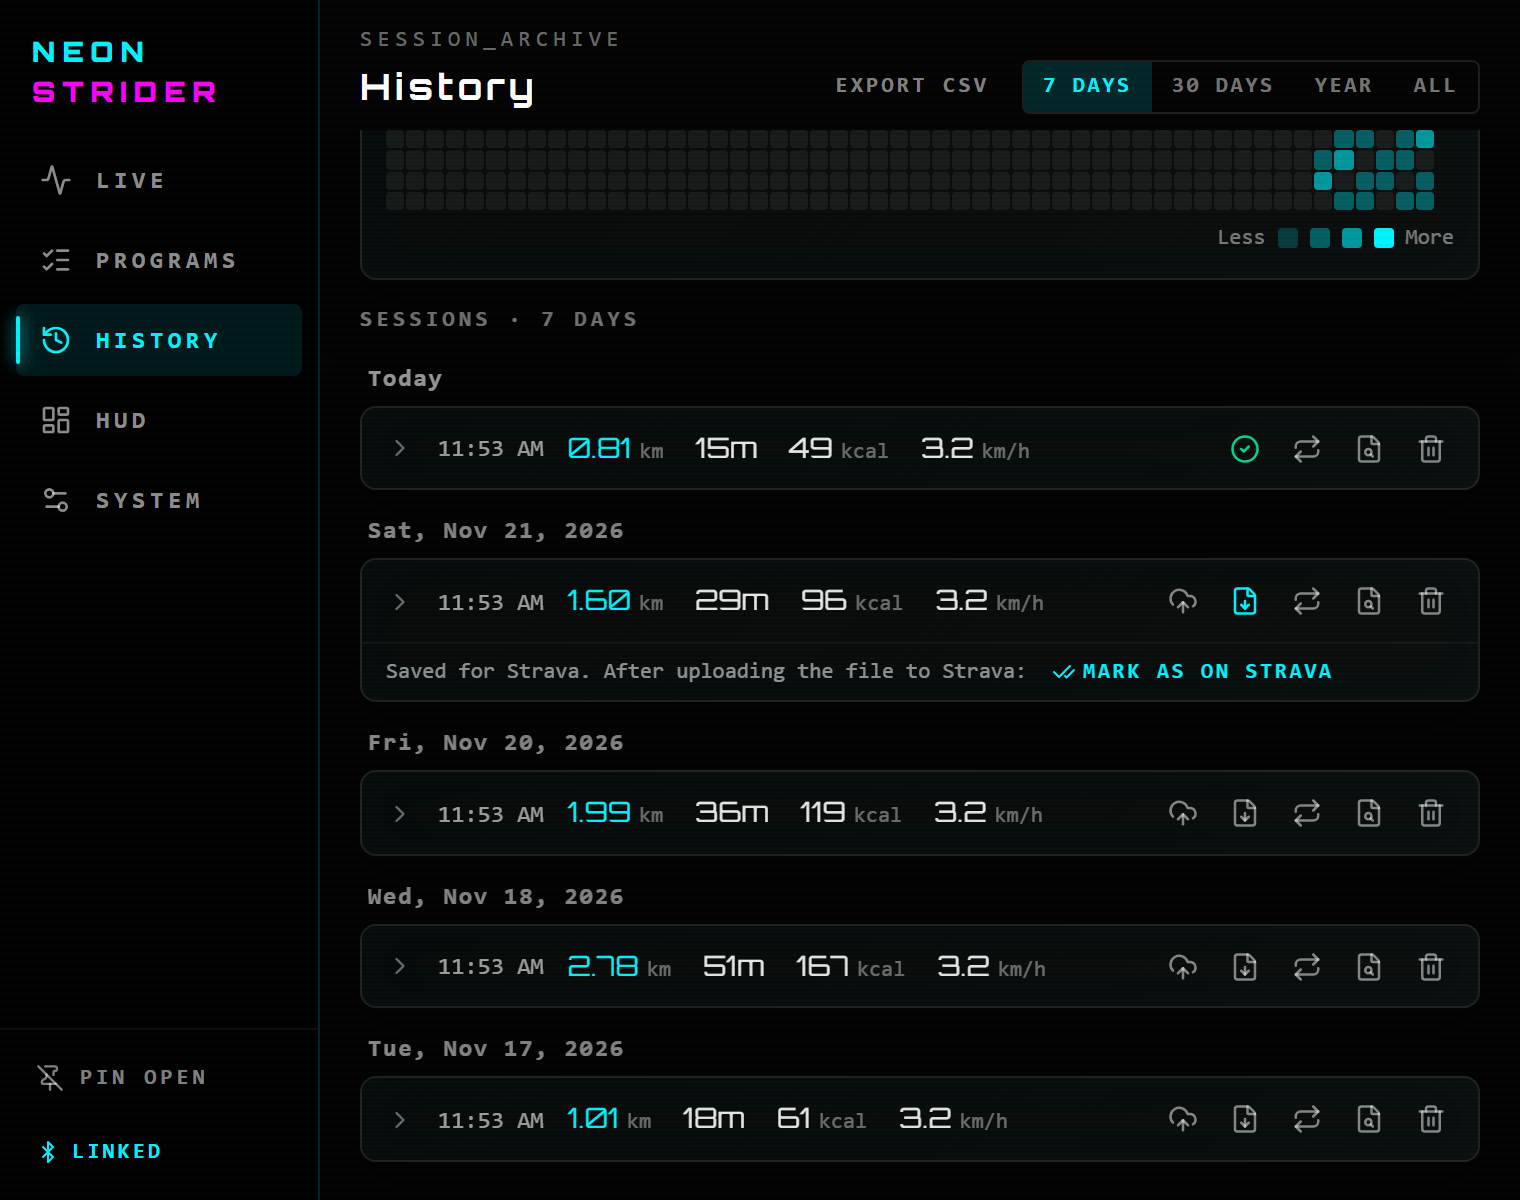 NEON
STRIDER
LIVE
PROGRAMS
HISTORY
HUD
SYSTEM
PIN OPEN
LINKED
SESSION_ARCHIVE
History
EXPORT CSV
7 DAYS
30 DAYS
YEAR
ALL
Less
More
SESSIONS · 7 DAYS
Today
11:53 AM 0.81 km 15m 49 kcal 3.2 km/h
Sat, Nov 21, 2026
11:53 AM 1.60 km 29m 96 kcal 3.2 km/h
Saved for Strava. After uploading the file to Strava: MARK AS ON STRAVA
Fri, Nov 20, 2026
11:53 AM 1.99 km 36m 119 kcal 3.2 km/h
Wed, Nov 18, 2026
11:53 AM 2.78 km 51m 167 kcal 3.2 km/h
Tue, Nov 17, 2026
11:53 AM 1.01 km 18m 61 kcal 3.2 km/h